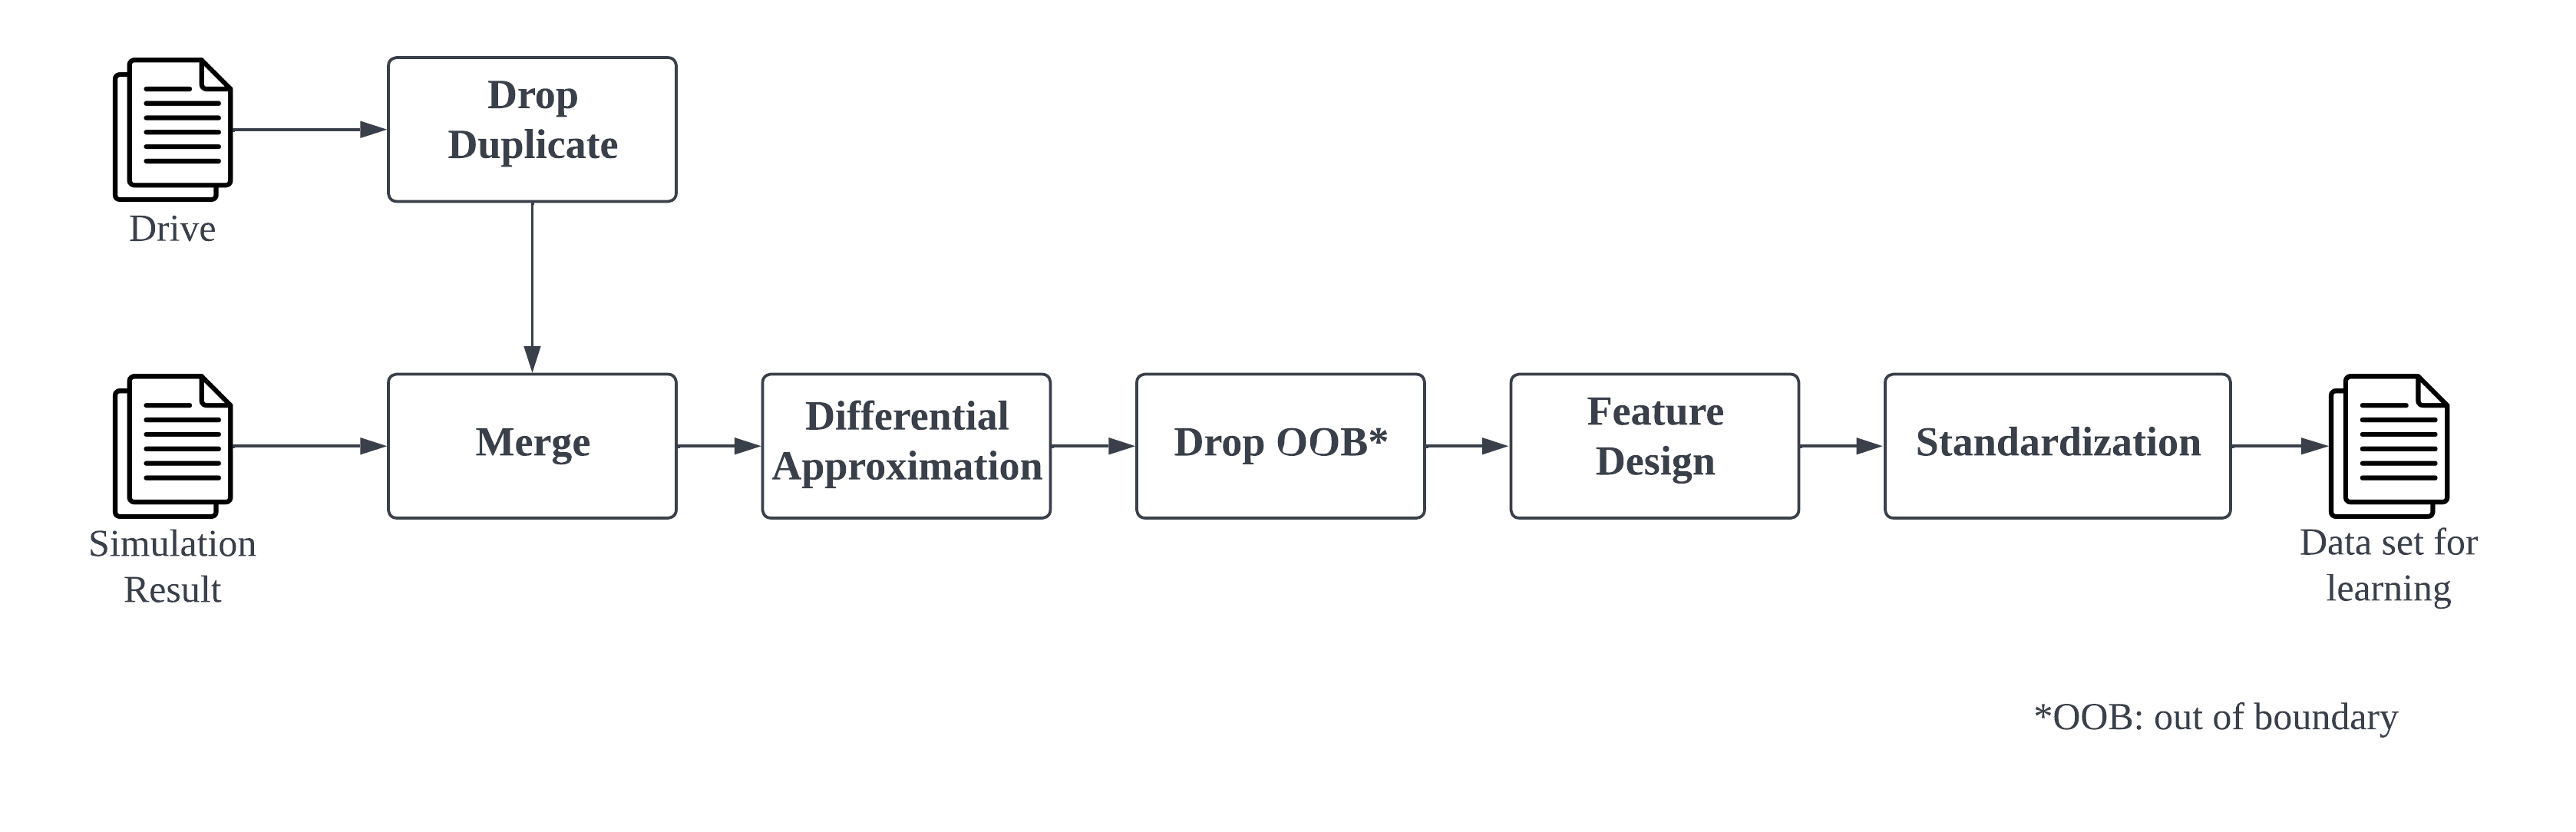 Drop
Duplicate
Drive
Merge
Differential
Approximation
Drop OOB*
Feature
Design
Standardization
Simulation
Result
Data set for
learning
*OOB: out of boundary